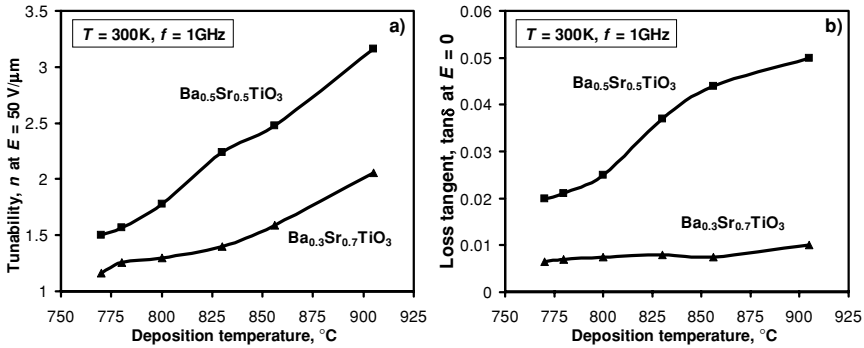 a)
T = 300K, f = 1GHz
Tunability, n at E = 50 V/µm
3.5
3
2.5
2
1.5
1
Ba0.5Sr0.5TiO3
Ba0.3Sr0.7TiO3
750 775 800 825 850 875 900 925
Deposition temperature, °C
b)
T = 300K, f = 1GHz
Loss tangent, tanδ at E = 0
0.06
0.05
0.04
0.03
0.02
0.01
0
Ba0.5Sr0.5TiO3
Ba0.3Sr0.7TiO3
750 775 800 825 850 875 900 925
Deposition temperature, °C